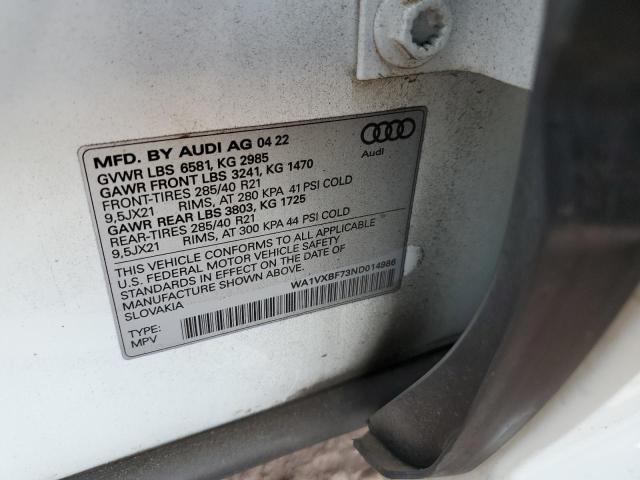 MFD. BY AUDI AG 04 22
GVWR LBS 6581, KG 2985
GAWR FRONT LBS 3241, KG 1470
FRONT-TIRES 285/40 R21
9,5JX21 RIMS, AT 280 KPA 41 PSI COLD
GAWR REAR LBS 3803, KG 1725
REAR-TIRES 285/40 R21
9,5JX21 RIMS, AT 300 KPA 44 PSI COLD
THIS VEHICLE CONFORMS TO ALL APPLICABLE
U.S. FEDERAL MOTOR VEHICLE SAFETY
STANDARDS IN EFFECT ON THE DATE OF
MANUFACTURE SHOWN ABOVE.
SLOVAKIA
WA1VXBF73ND014986
TYPE:
MPV
Audi